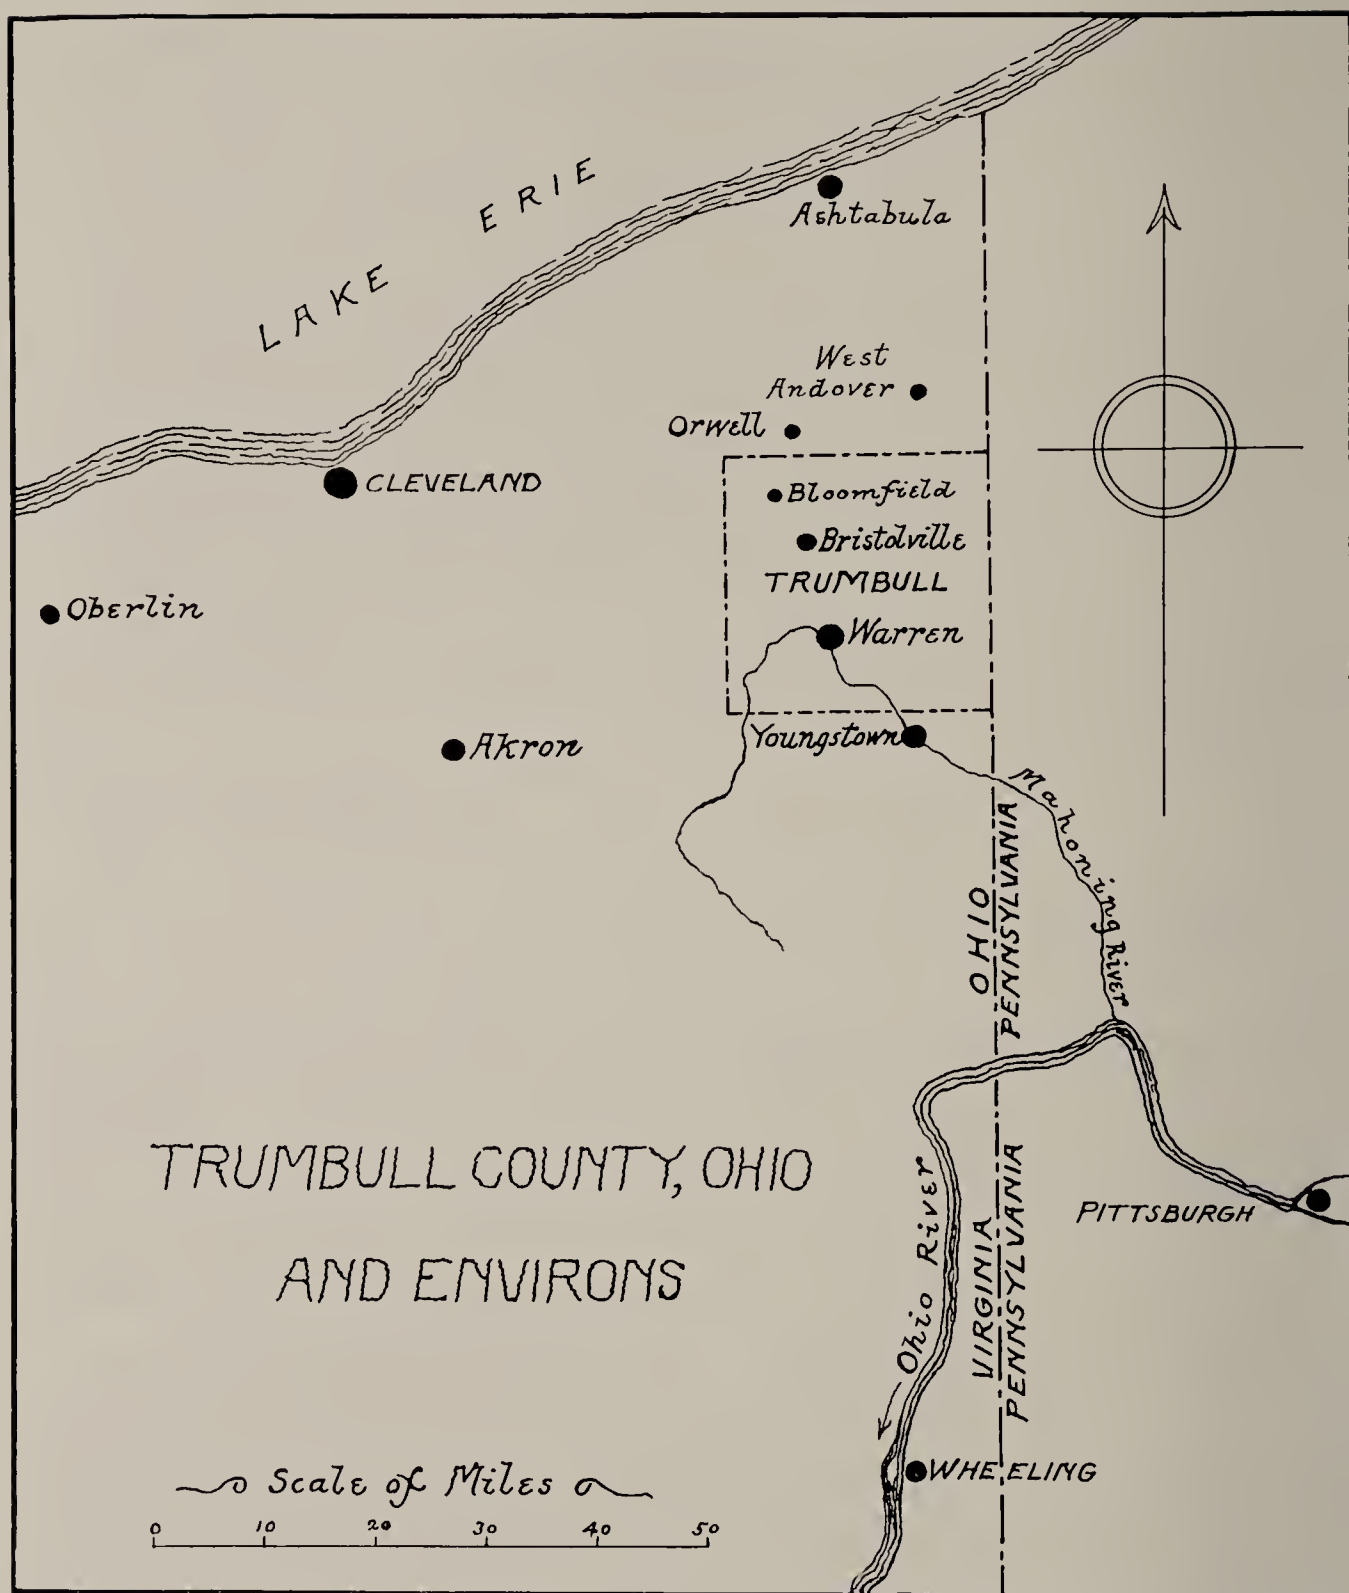 LAKE ERIE
Ashtabula
West
Andover
Orwell
CLEVELAND
Bloomfield
Bristolville
TRUMBULL
Oberlin
Warren
Akron
Youngstown
Mahoning River
OHIO
PENNSYLVANIA
TRUMBULL COUNTY, OHIO
AND ENVIRONS
Ohio River
VIRGINIA
PENNSYLVANIA
PITTSBURGH
WHEELING
Scale of Miles
0 10 20 30 40 50